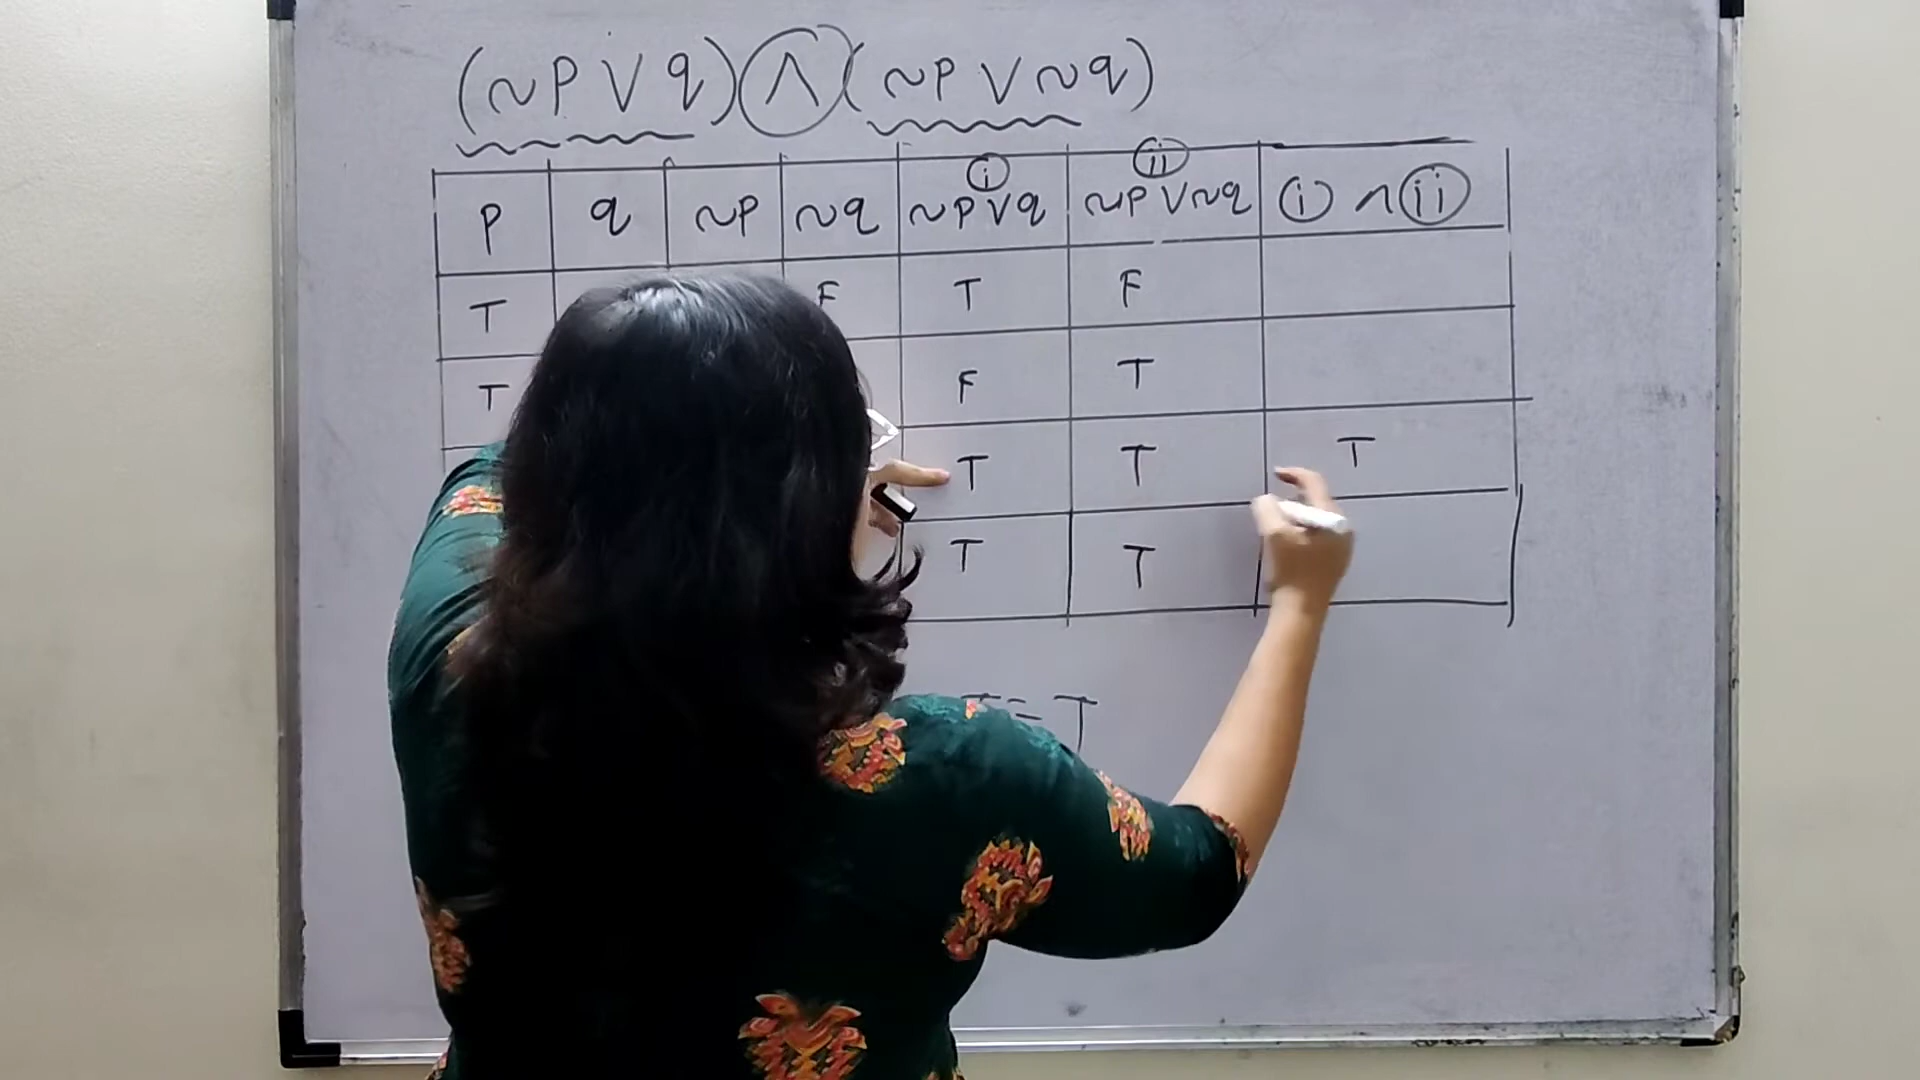 (~p∨q) ∧ (~p∨~q)
i ii
p q ~p ~q ~p∨q ~p∨~q i ∧ ii
T F T F
T F T
T T T
T T
= T